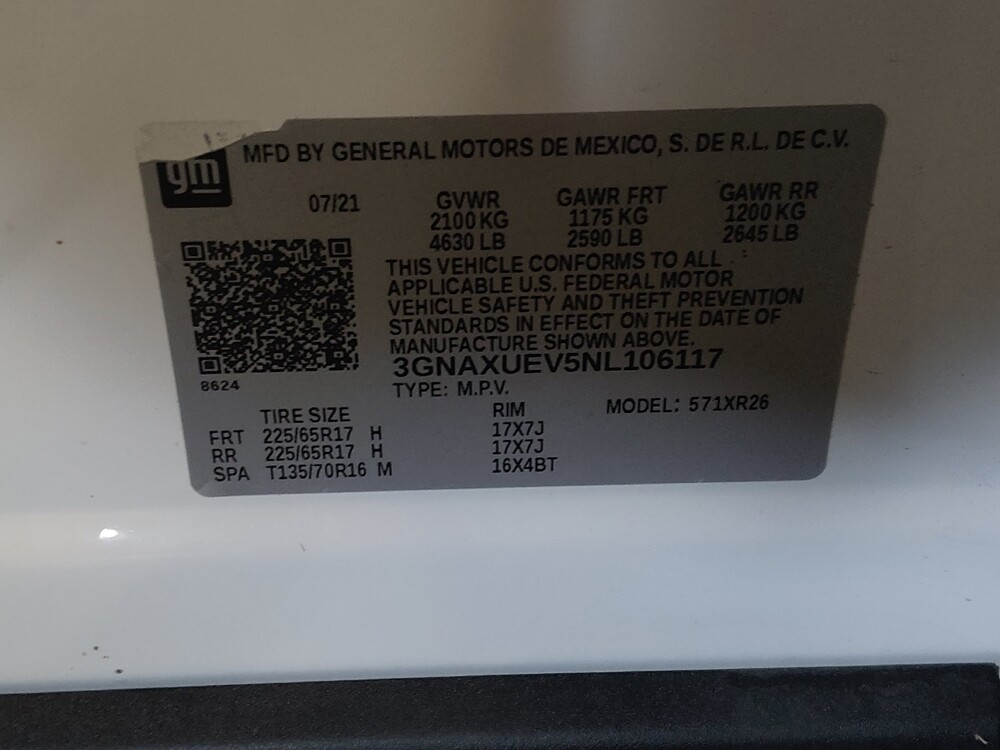 gm
MFD BY GENERAL MOTORS DE MEXICO, S. DE R.L. DE C.V.
07/21
GVWR GAWR FRT GAWR RR
2100 KG 1175 KG 1200 KG
4630 LB 2590 LB 2645 LB
THIS VEHICLE CONFORMS TO ALL
APPLICABLE U.S. FEDERAL MOTOR
VEHICLE SAFETY AND THEFT PREVENTION
STANDARDS IN EFFECT ON THE DATE OF
MANUFACTURE SHOWN ABOVE.
3GNAXUEV5NL106117
8624
TYPE: M.P.V.
TIRE SIZE RIM MODEL: 571XR26
FRT 225/65R17 H 17X7J
RR 225/65R17 H 17X7J
SPA T135/70R16 M 16X4BT